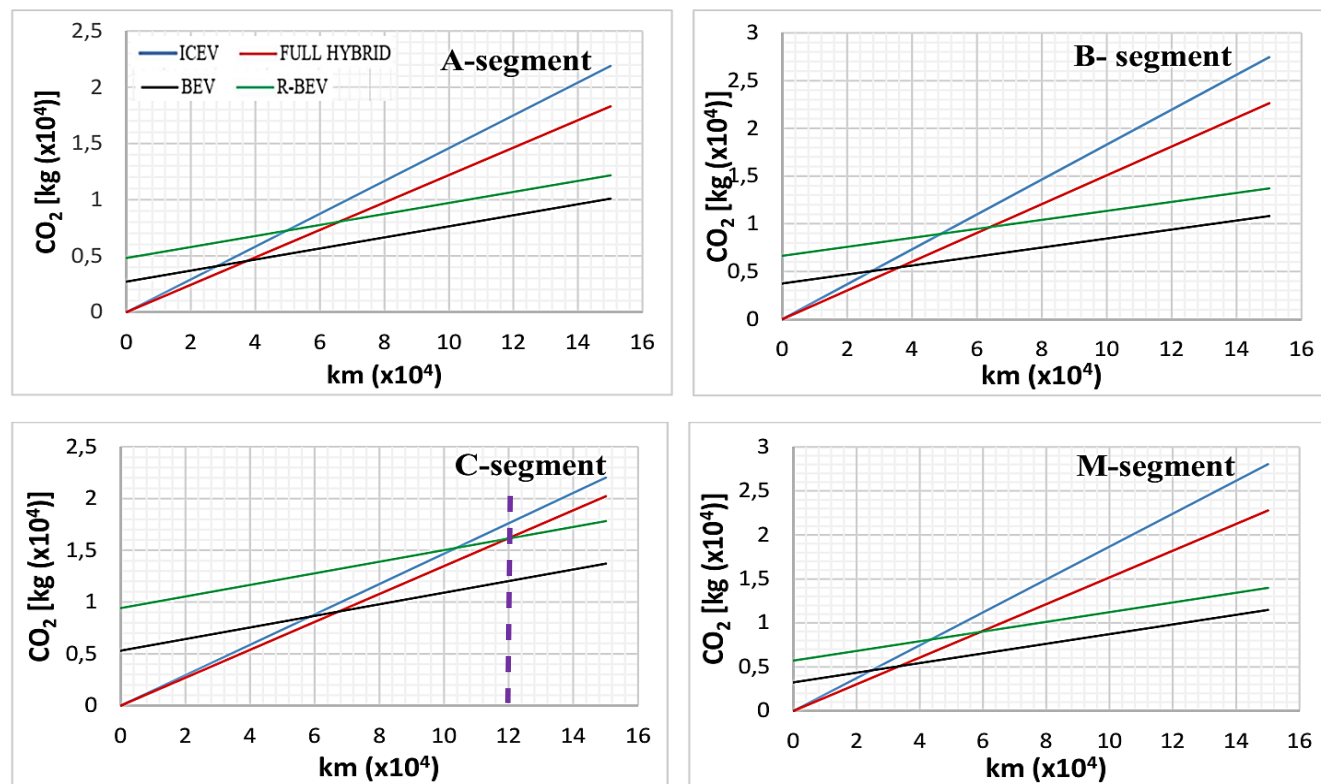 A-segment
ICEV FULL HYBRID
BEV R-BEV
CO₂ [kg (x10⁴)]
2,5
2
1,5
1
0,5
0
0 2 4 6 8 10 12 14 16
km (x10⁴)
B- segment
CO₂ [kg (x10⁴)]
3
2,5
2
1,5
1
0,5
0
0 2 4 6 8 10 12 14 16
km (x10⁴)
C-segment
CO₂ [kg (x10⁴)]
2,5
2
1,5
1
0,5
0
0 2 4 6 8 10 12 14 16
km (x10⁴)
M-segment
CO₂ [kg (x10⁴)]
3
2,5
2
1,5
1
0,5
0
0 2 4 6 8 10 12 14 16
km (x10⁴)